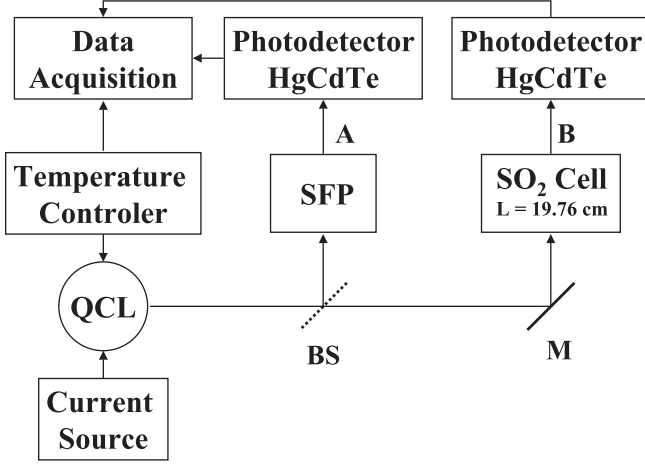 Data
Acquisition
Photodetector
HgCdTe
Photodetector
HgCdTe
A
B
Temperature
Controler
SFP
SO₂ Cell
L = 19.76 cm
QCL
BS
M
Current
Source